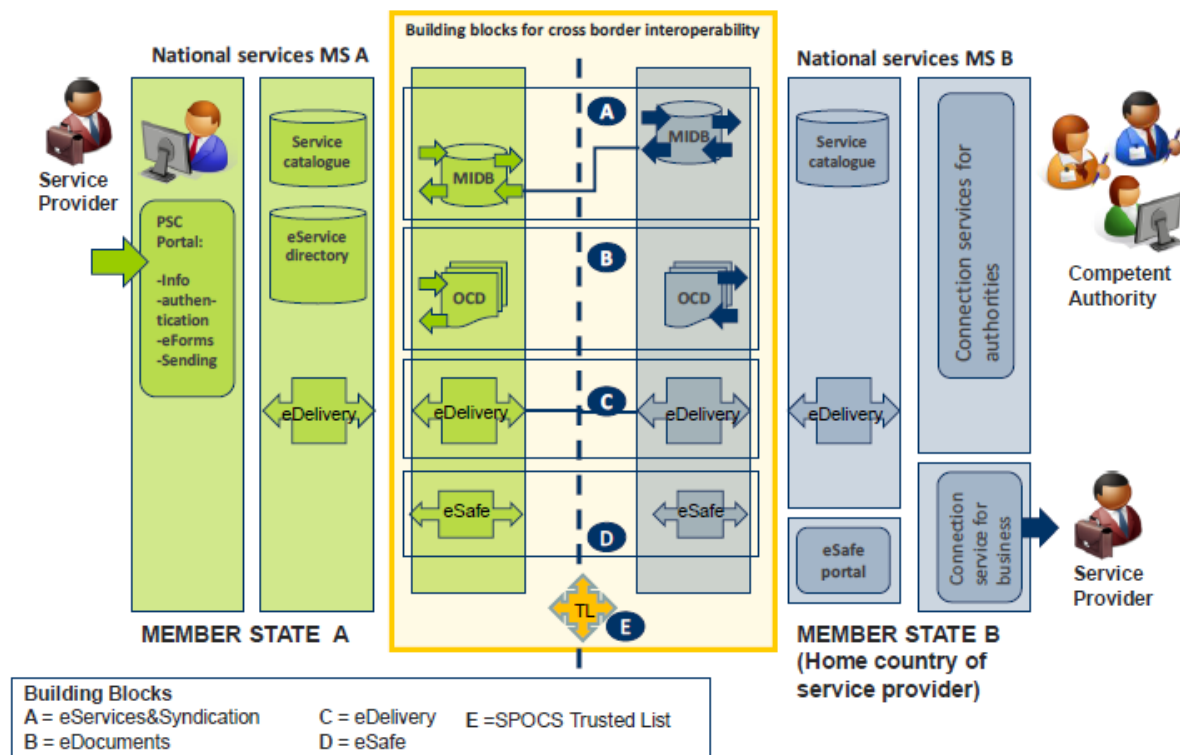 Building blocks for cross border interoperability
National services MS A
National services MS B
Service
Provider
Service
catalogue
PSC
Portal:
-Info
-authen-
tication
-eForms
-Sending
eService
directory
eDelivery
A
MIDB
MIDB
B
OCD
OCD
C
eDelivery
eDelivery
eSafe
eSafe
D
TL
E
Service
catalogue
eDelivery
eSafe
portal
Connection services for
authorities
Connection
service for
business
Competent
Authority
Service
Provider
MEMBER STATE A
MEMBER STATE B
(Home country of
service provider)
Building Blocks
A = eServices&Syndication
B = eDocuments
C = eDelivery
D = eSafe
E =SPOCS Trusted List